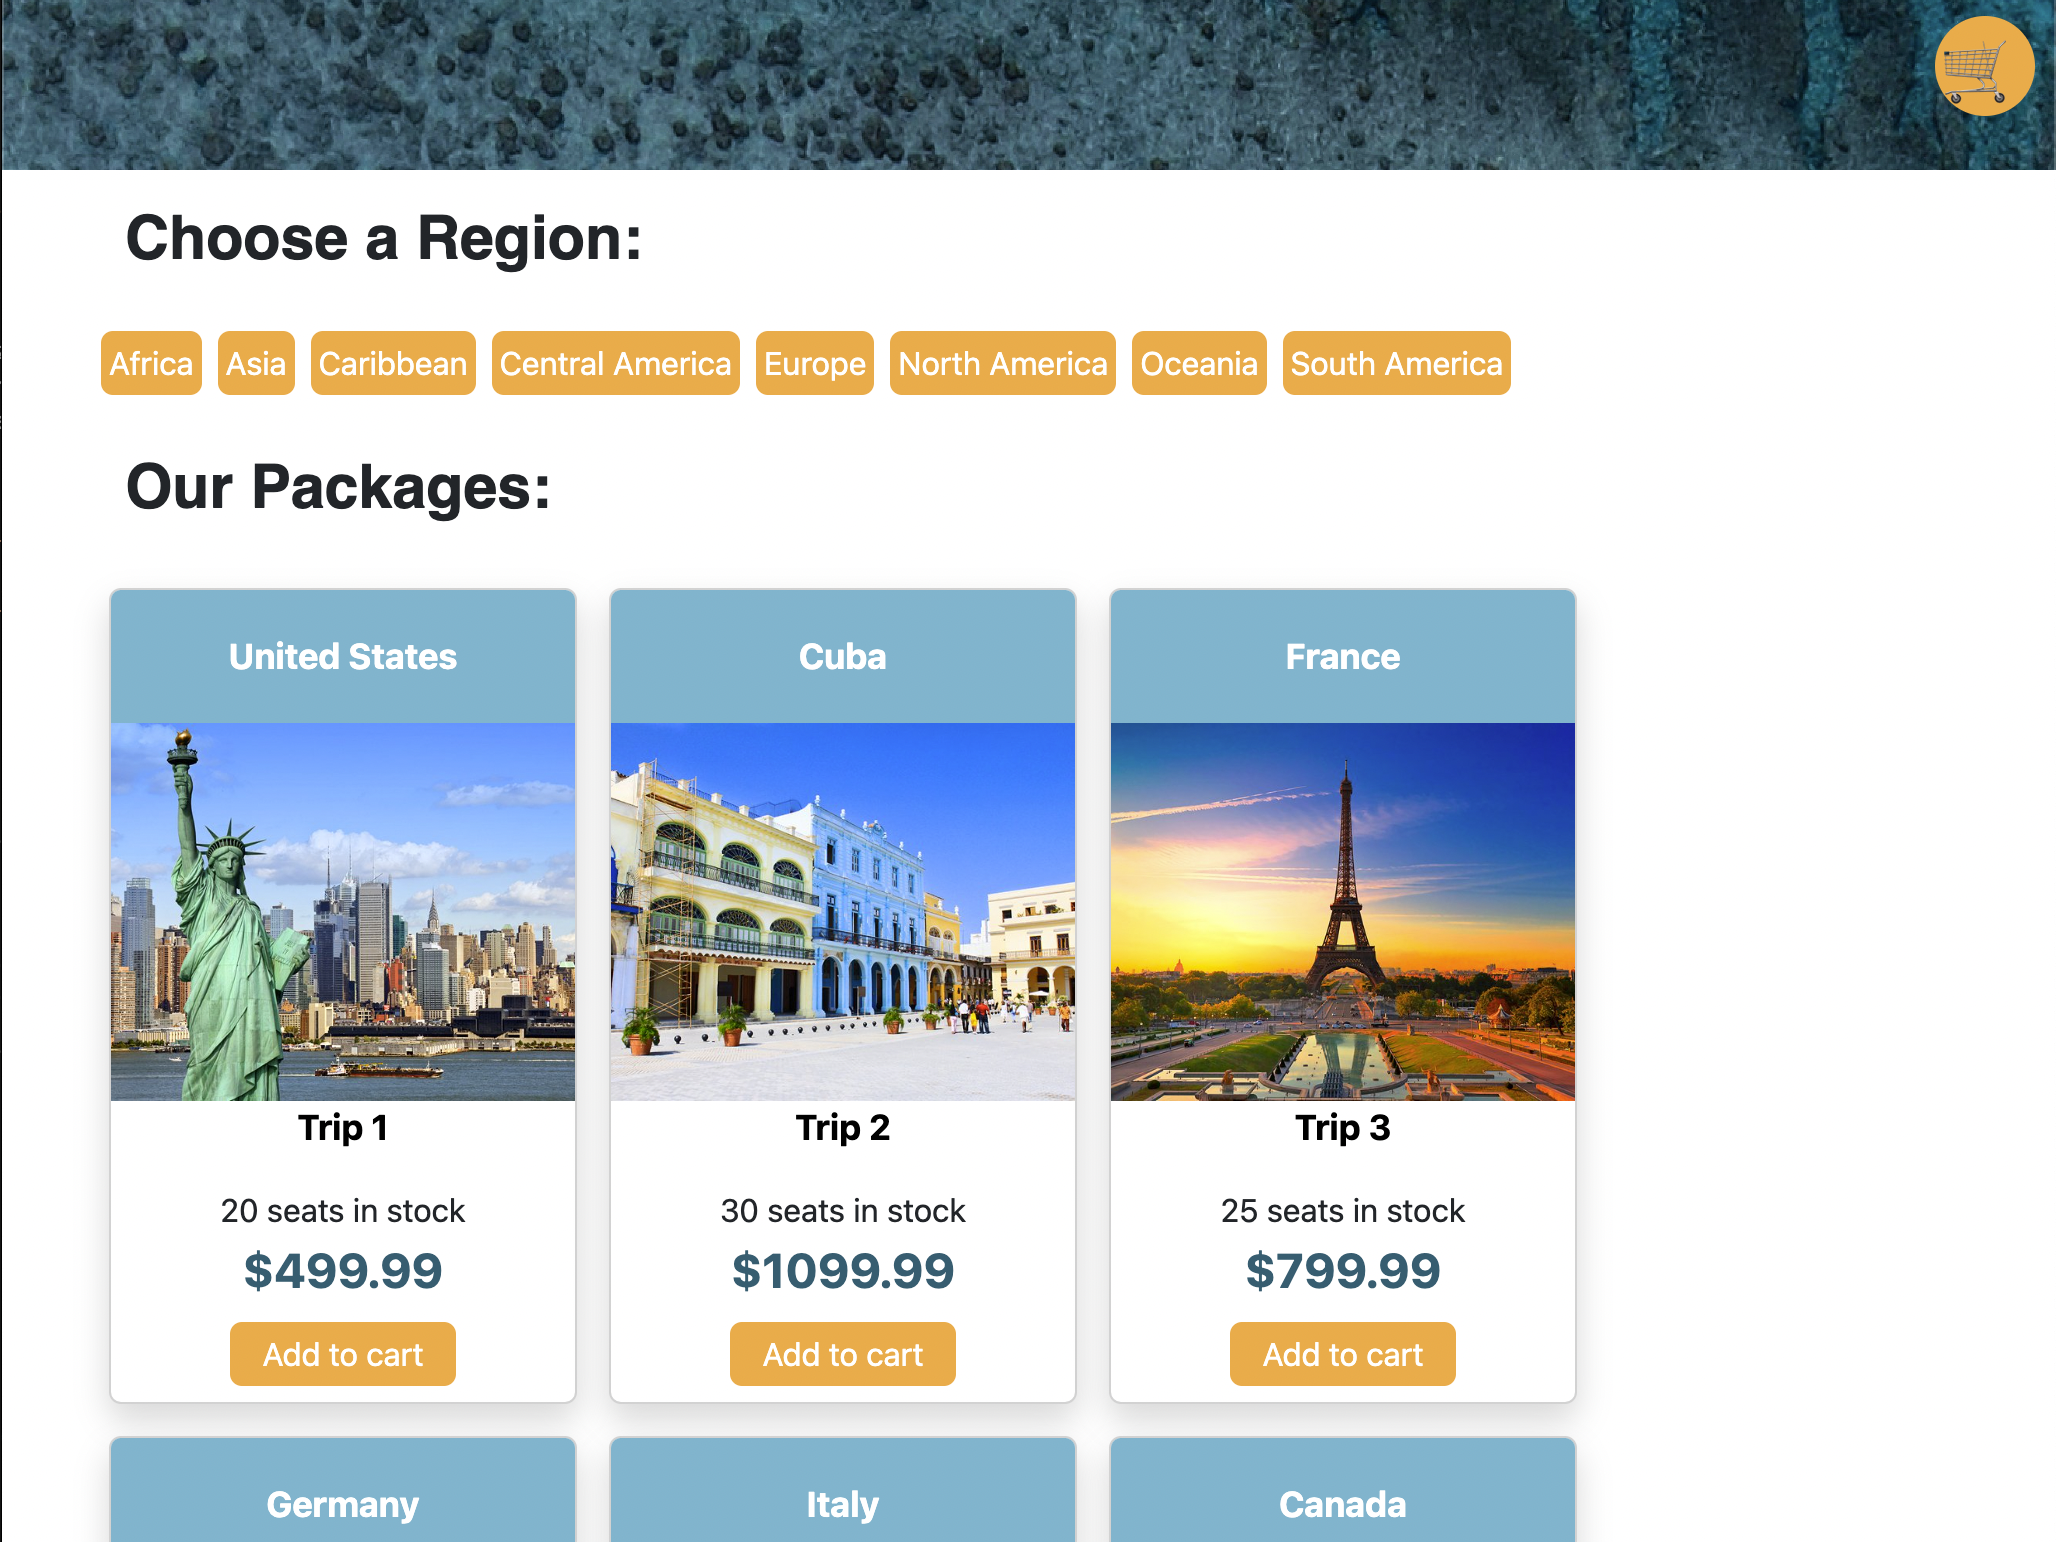 Choose a Region:
Africa Asia Caribbean Central America Europe North America Oceania South America
Our Packages:
United States Cuba France
Trip 1 Trip 2 Trip 3
20 seats in stock 30 seats in stock 25 seats in stock
$499.99 $1099.99 $799.99
Add to cart Add to cart Add to cart
Germany Italy Canada